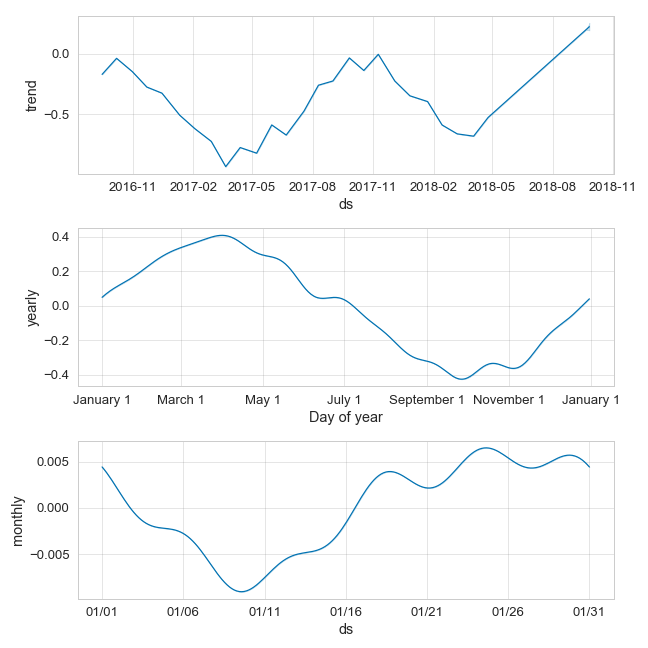 0.0
−0.5
trend
2016-11 2017-02 2017-05 2017-08 2017-11 2018-02 2018-05 2018-08 2018-11
ds
0.4
0.2
0.0
−0.2
−0.4
yearly
January 1 March 1 May 1 July 1 September 1 November 1 January 1
Day of year
0.005
0.000
−0.005
monthly
01/01 01/06 01/11 01/16 01/21 01/26 01/31
ds